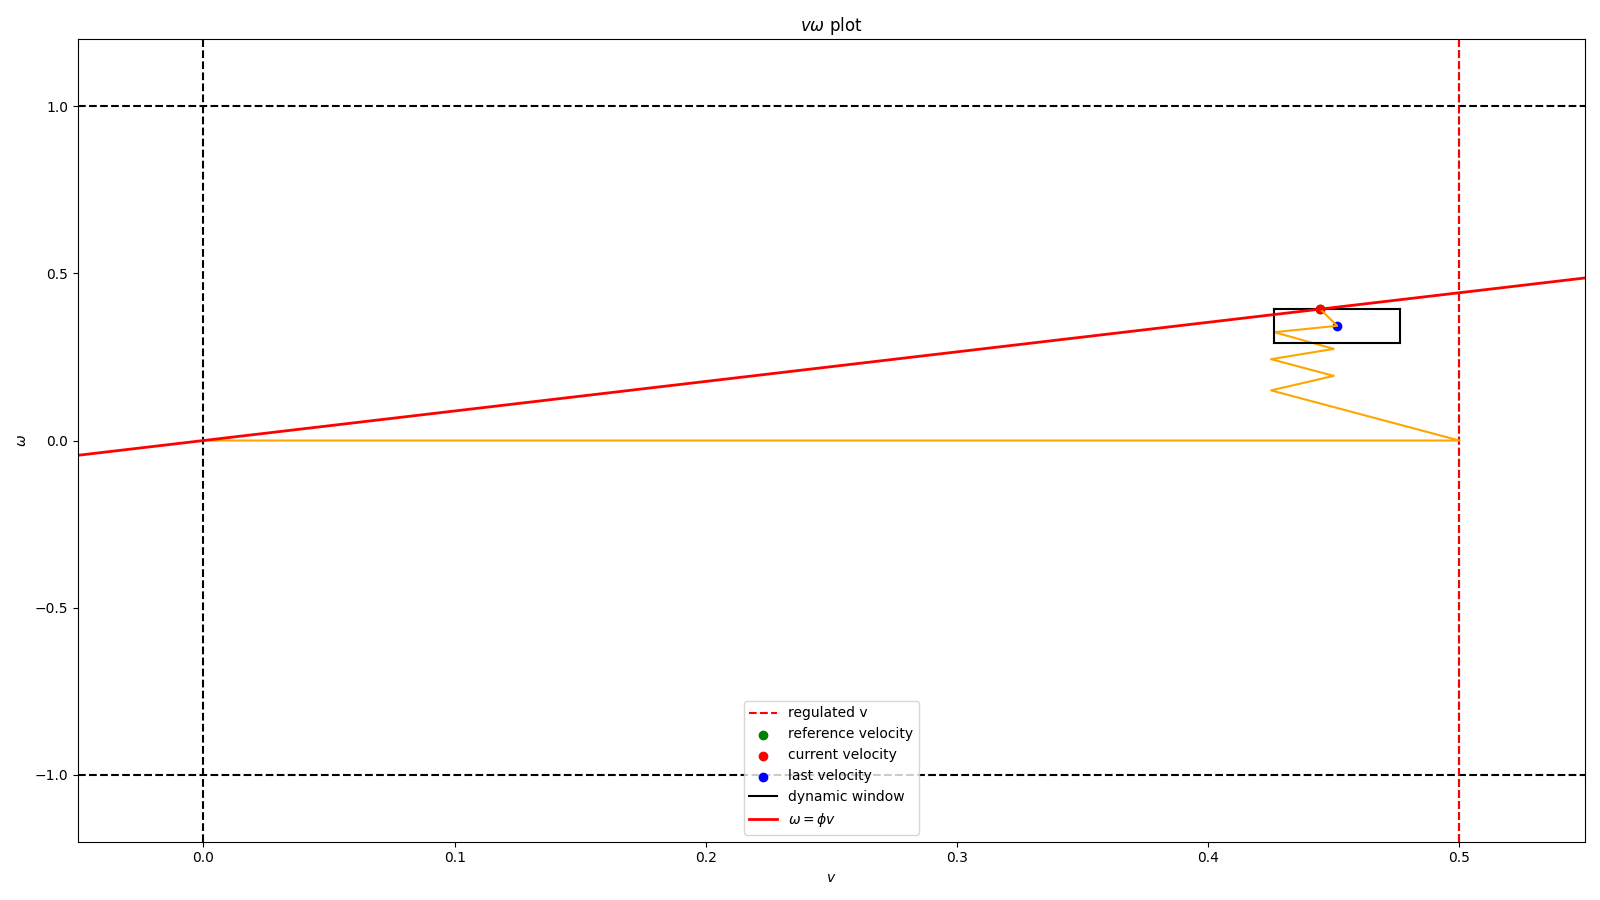 vω plot
1.0
0.5
0.0
−0.5
−1.0
ω
regulated v
reference velocity
current velocity
last velocity
dynamic window
ω = ϕv
0.0 0.1 0.2 0.3 0.4 0.5
v